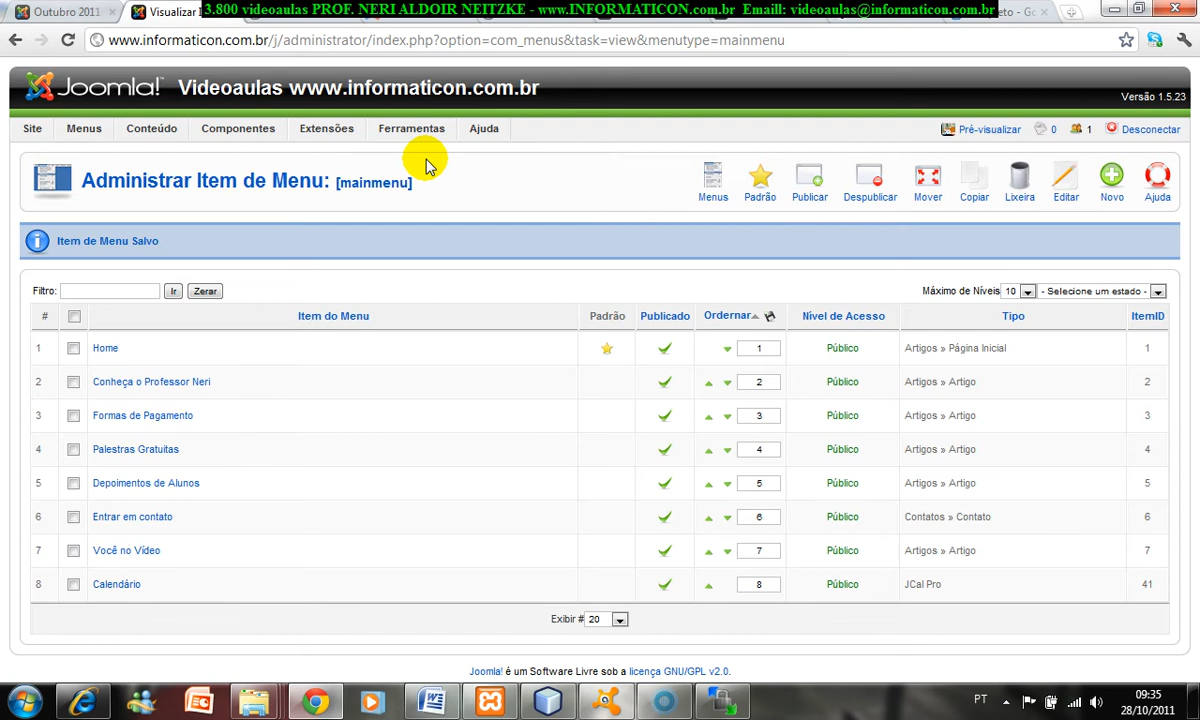 Outubro 2011
Visualizar
3.800 videoaulas PROF. NERI ALDOIR NEITZKE - www.INFORMATICON.com.br Emaill: videoaulas@informaticon.com.br
www.informaticon.com.br/j/administrator/index.php?option=com_menus&task=view&menutype=mainmenu
Joomla! Videoaulas www.informaticon.com.br
Versão 1.5.23
Site Menus Conteúdo Componentes Extensões Ferramentas Ajuda Pré-visualizar 0 1 Desconectar
Administrar Item de Menu: [mainmenu]
Menus Padrão Publicar Despublicar Mover Copiar Lixeira Editar Novo Ajuda
Item de Menu Salvo
Filtro: Ir Zerar Máximo de Níveis 10 - Selecione um estado -
# Item do Menu Padrão Publicado Ordernar Nível de Acesso Tipo ItemID
1 Home 1 Público Artigos » Página Inicial 1
2 Conheça o Professor Neri 2 Público Artigos » Artigo 2
3 Formas de Pagamento 3 Público Artigos » Artigo 3
4 Palestras Gratuitas 4 Público Artigos » Artigo 4
5 Depoimentos de Alunos 5 Público Artigos » Artigo 5
6 Entrar em contato 6 Público Contatos » Contato 6
7 Você no Vídeo 7 Público Artigos » Artigo 7
8 Calendário 8 Público JCal Pro 41
Exibir # 20
Joomla! é um Software Livre sob a licença GNU/GPL v2.0.
PT 09:35
28/10/2011